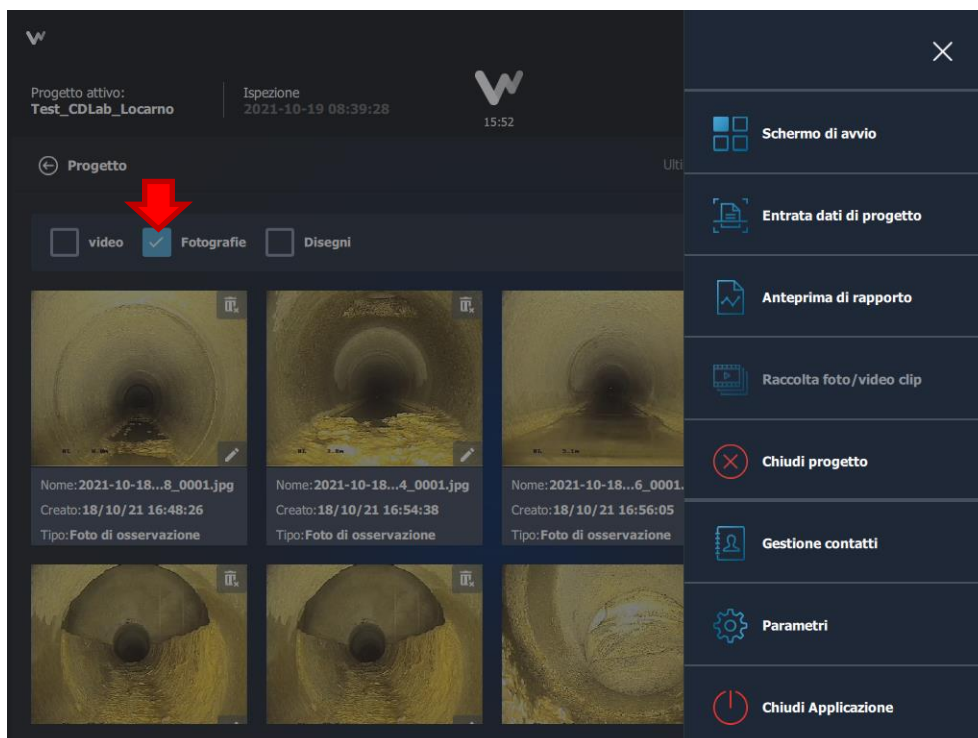 Progetto attivo:
Test_CDLab_Locarno
Ispezione
2021-10-19 08:39:28
15:52
Progetto
Ulti
video
Fotografie
Disegni
Nome:2021-10-18...8_0001.jpg
Creato:18/10/21 16:48:26
Tipo:Foto di osservazione
Nome:2021-10-18...4_0001.jpg
Creato:18/10/21 16:54:38
Tipo:Foto di osservazione
Nome:2021-10-18...6_0001.
Creato:18/10/21 16:56:05
Tipo:Foto di osservazione
Schermo di avvio
Entrata dati di progetto
Anteprima di rapporto
Raccolta foto/video clip
Chiudi progetto
Gestione contatti
Parametri
Chiudi Applicazione